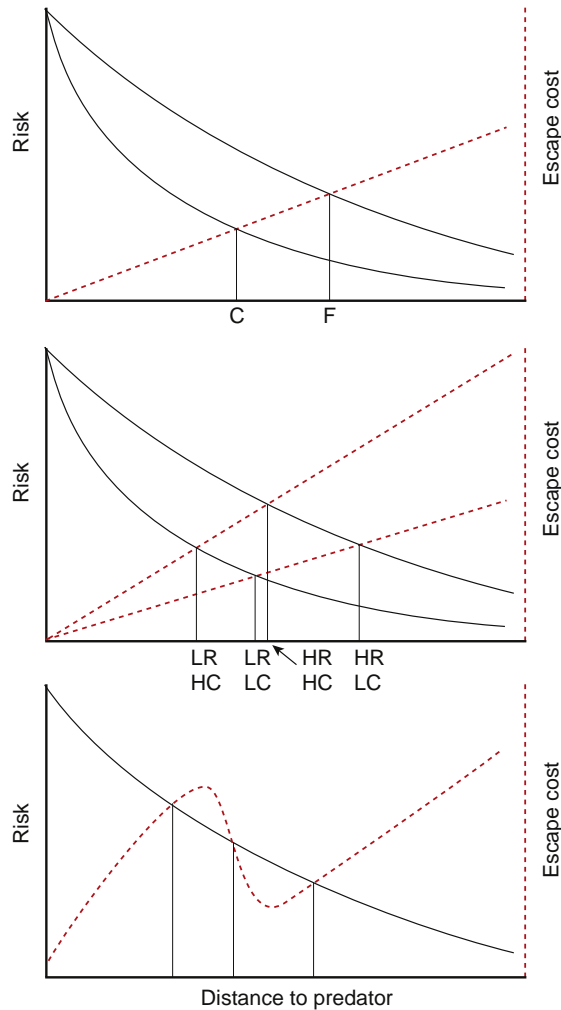 Risk
Escape cost
C F
Risk
Escape cost
LR LR HR HR
HC LC HC LC
Risk
Escape cost
Distance to predator